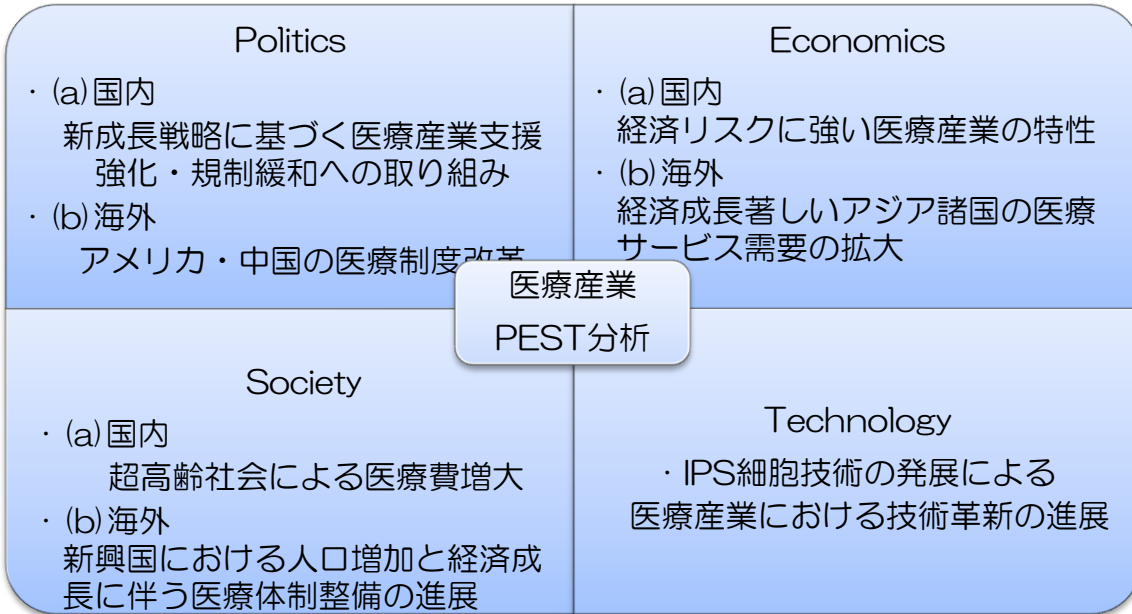 Politics
・(a)国内
新成長戦略に基づく医療産業支援
強化・規制緩和への取り組み
・(b)海外
アメリカ・中国の医療制度改革
Economics
・(a)国内
経済リスクに強い医療産業の特性
・(b)海外
経済成長著しいアジア諸国の医療
サービス需要の拡大
医療産業
PEST分析
Society
・(a)国内
超高齢社会による医療費増大
・(b)海外
新興国における人口増加と経済成
長に伴う医療体制整備の進展
Technology
・IPS細胞技術の発展による
医療産業における技術革新の進展